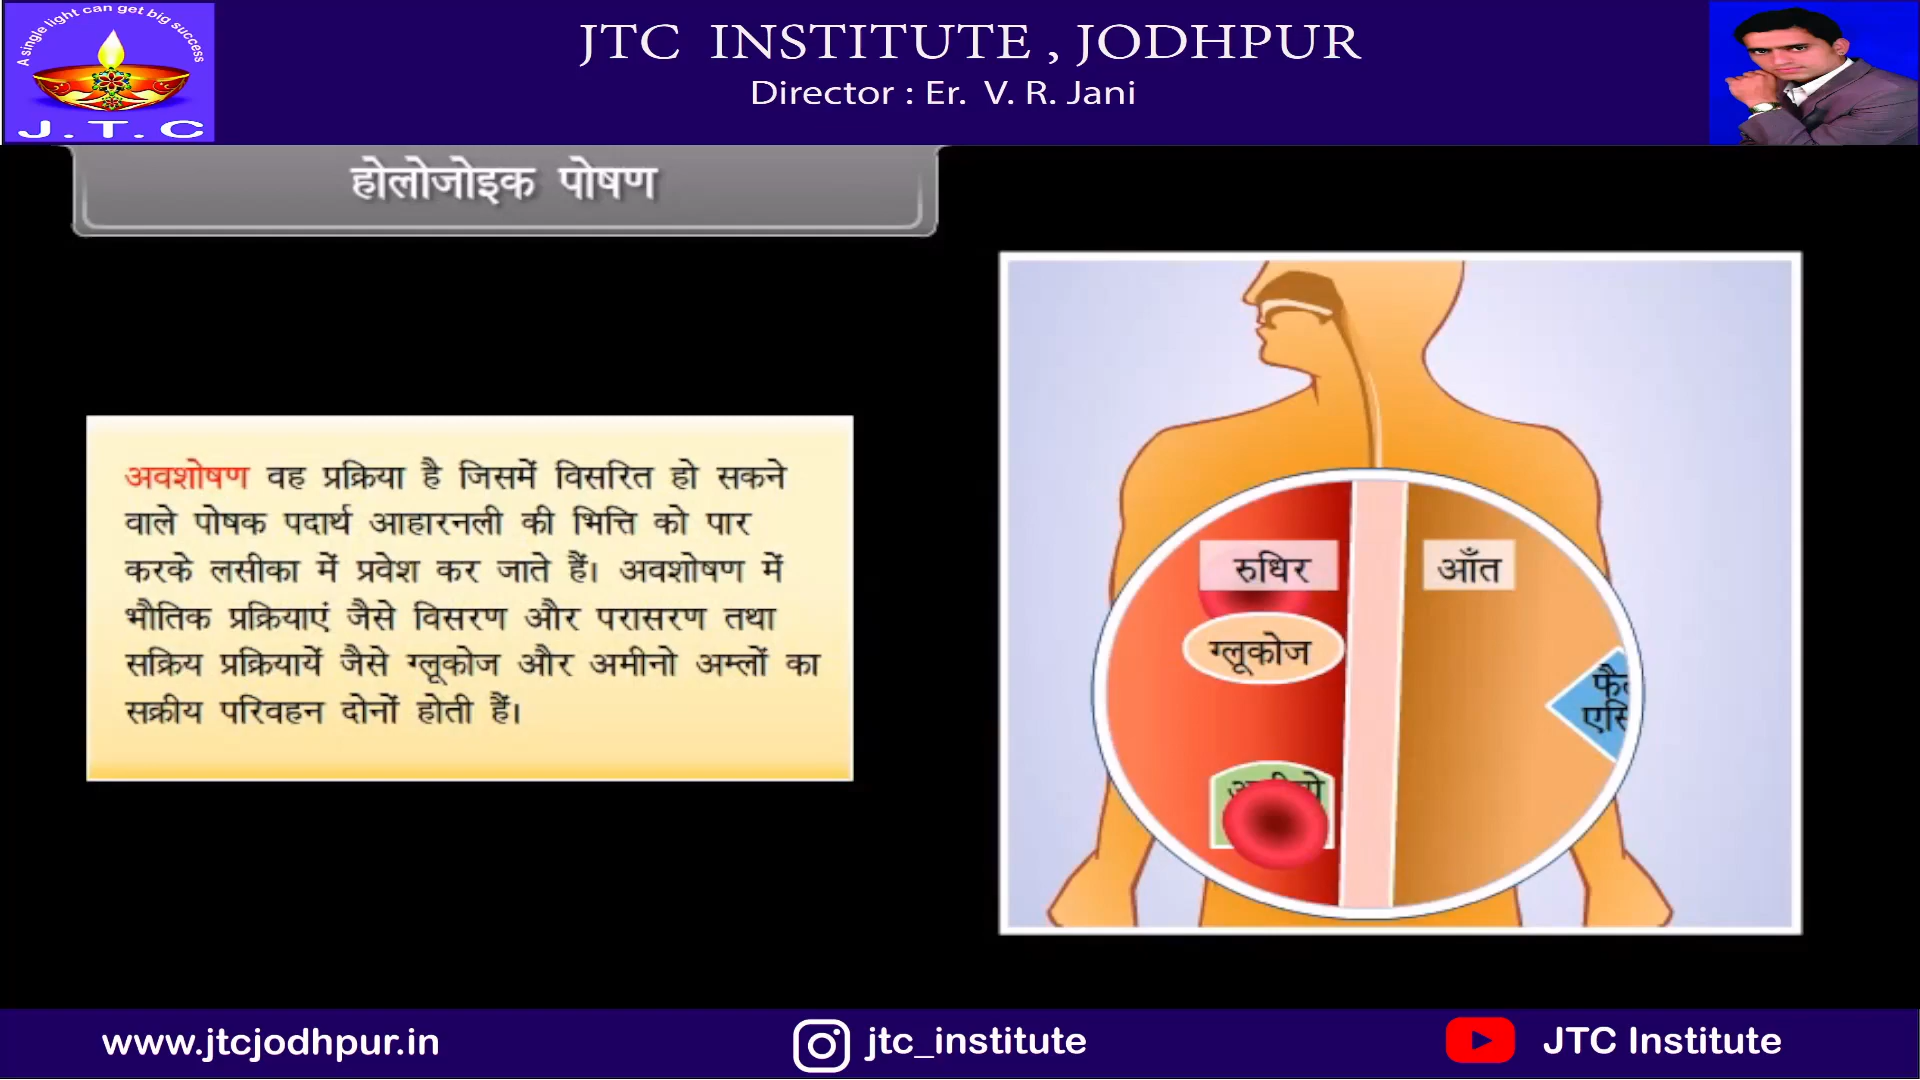 A single light can get big success
J.T.C
JTC INSTITUTE , JODHPUR
Director : Er. V. R. Jani
होलोजोइक पोषण
अवशोषण वह प्रक्रिया है जिसमें विसरित हो सकने
वाले पोषक पदार्थ आहारनली की भित्ति को पार
करके लसीका में प्रवेश कर जाते हैं। अवशोषण में
भौतिक प्रक्रियाएं जैसे विसरण और परासरण तथा
सक्रिय प्रक्रियायें जैसे ग्लूकोज और अमीनो अम्लों का
सक्रीय परिवहन दोनों होती हैं।
रुधिर
आँत
ग्लूकोज
www.jtcjodhpur.in
jtc_institute
JTC Institute